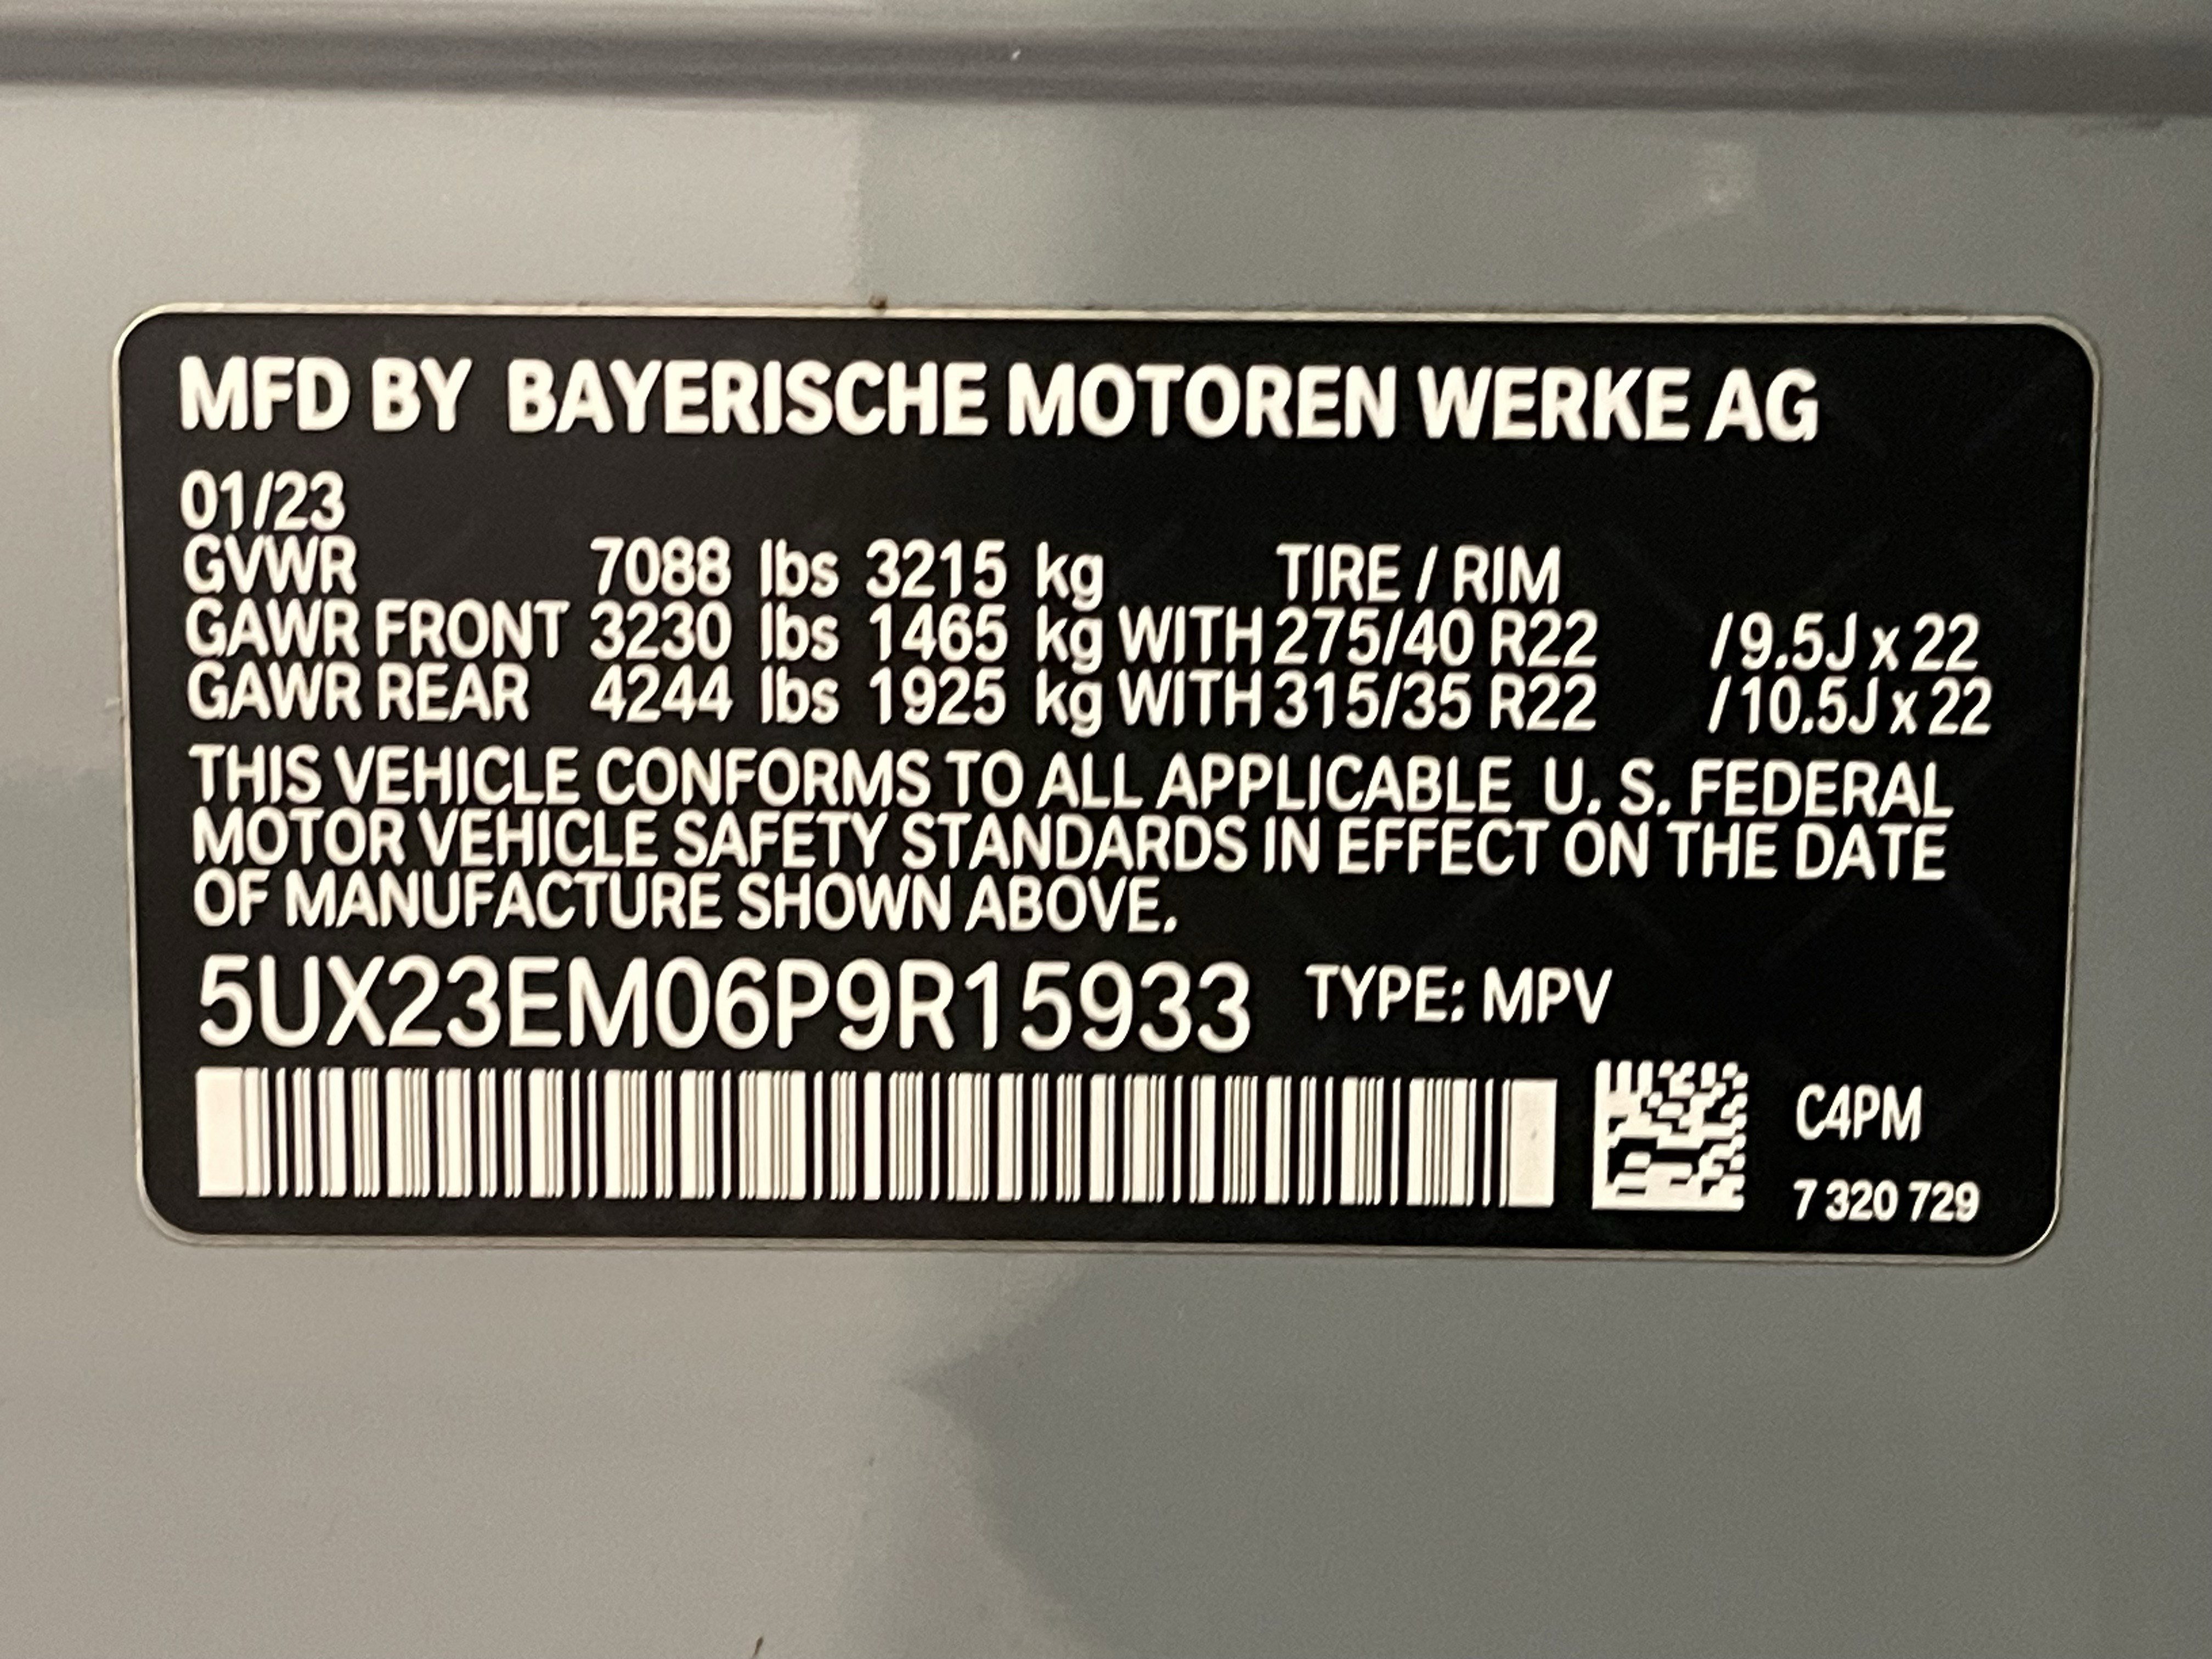 MFD BY BAYERISCHE MOTOREN WERKE AG
01/23
GVWR 7088 lbs 3215 kg TIRE / RIM
GAWR FRONT 3230 lbs 1465 kg WITH 275/40 R22 / 9.5J x 22
GAWR REAR 4244 lbs 1925 kg WITH 315/35 R22 / 10.5J x 22
THIS VEHICLE CONFORMS TO ALL APPLICABLE U. S. FEDERAL
MOTOR VEHICLE SAFETY STANDARDS IN EFFECT ON THE DATE
OF MANUFACTURE SHOWN ABOVE.
5UX23EM06P9R15933 TYPE: MPV
C4PM
7 320 729